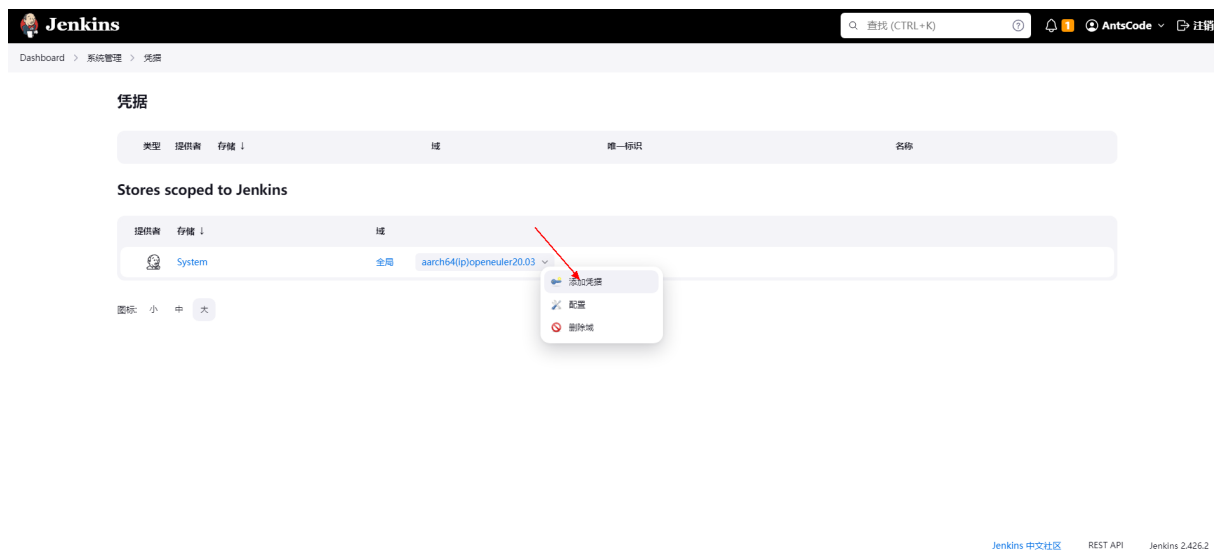 Jenkins
查找 (CTRL+K)
1
AntsCode
注销
Dashboard > 系统管理 > 凭据
凭据
类型 提供者 存储 ↓ 域 唯一标识 名称
Stores scoped to Jenkins
提供者 存储 ↓ 域
System 全局 aarch64(ip)openeuler20.03
添加凭据
配置
删除域
图标: 小 中 大
Jenkins 中文社区 REST API Jenkins 2.426.2